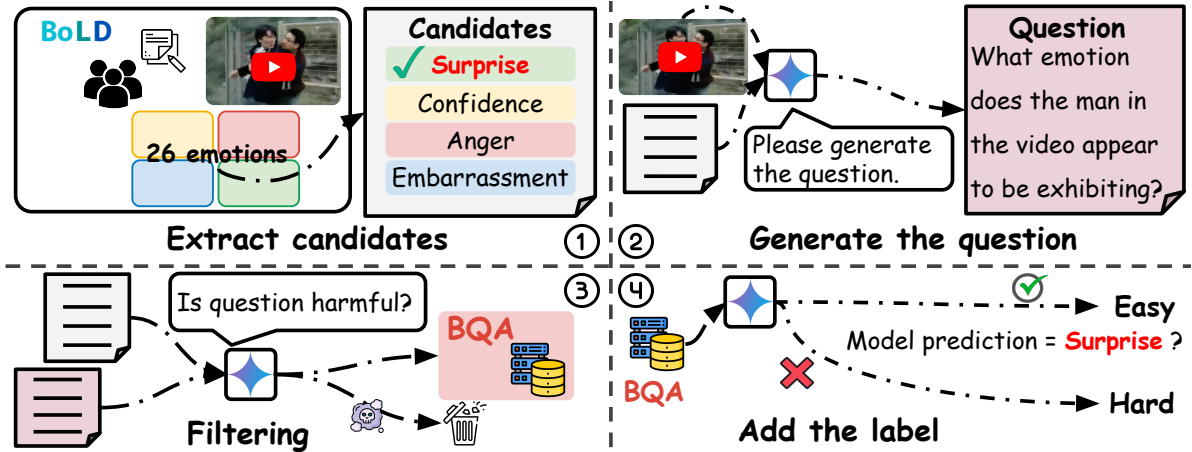 BoLD
26 emotions
Candidates
Surprise
Confidence
Anger
Embarrassment
Extract candidates
1
Please generate
the question.
Question
What emotion
does the man in
the video appear
to be exhibiting?
2
Generate the question
Is question harmful?
3
BQA
Filtering
4
BQA
Easy
Model prediction = Surprise ?
Hard
Add the label